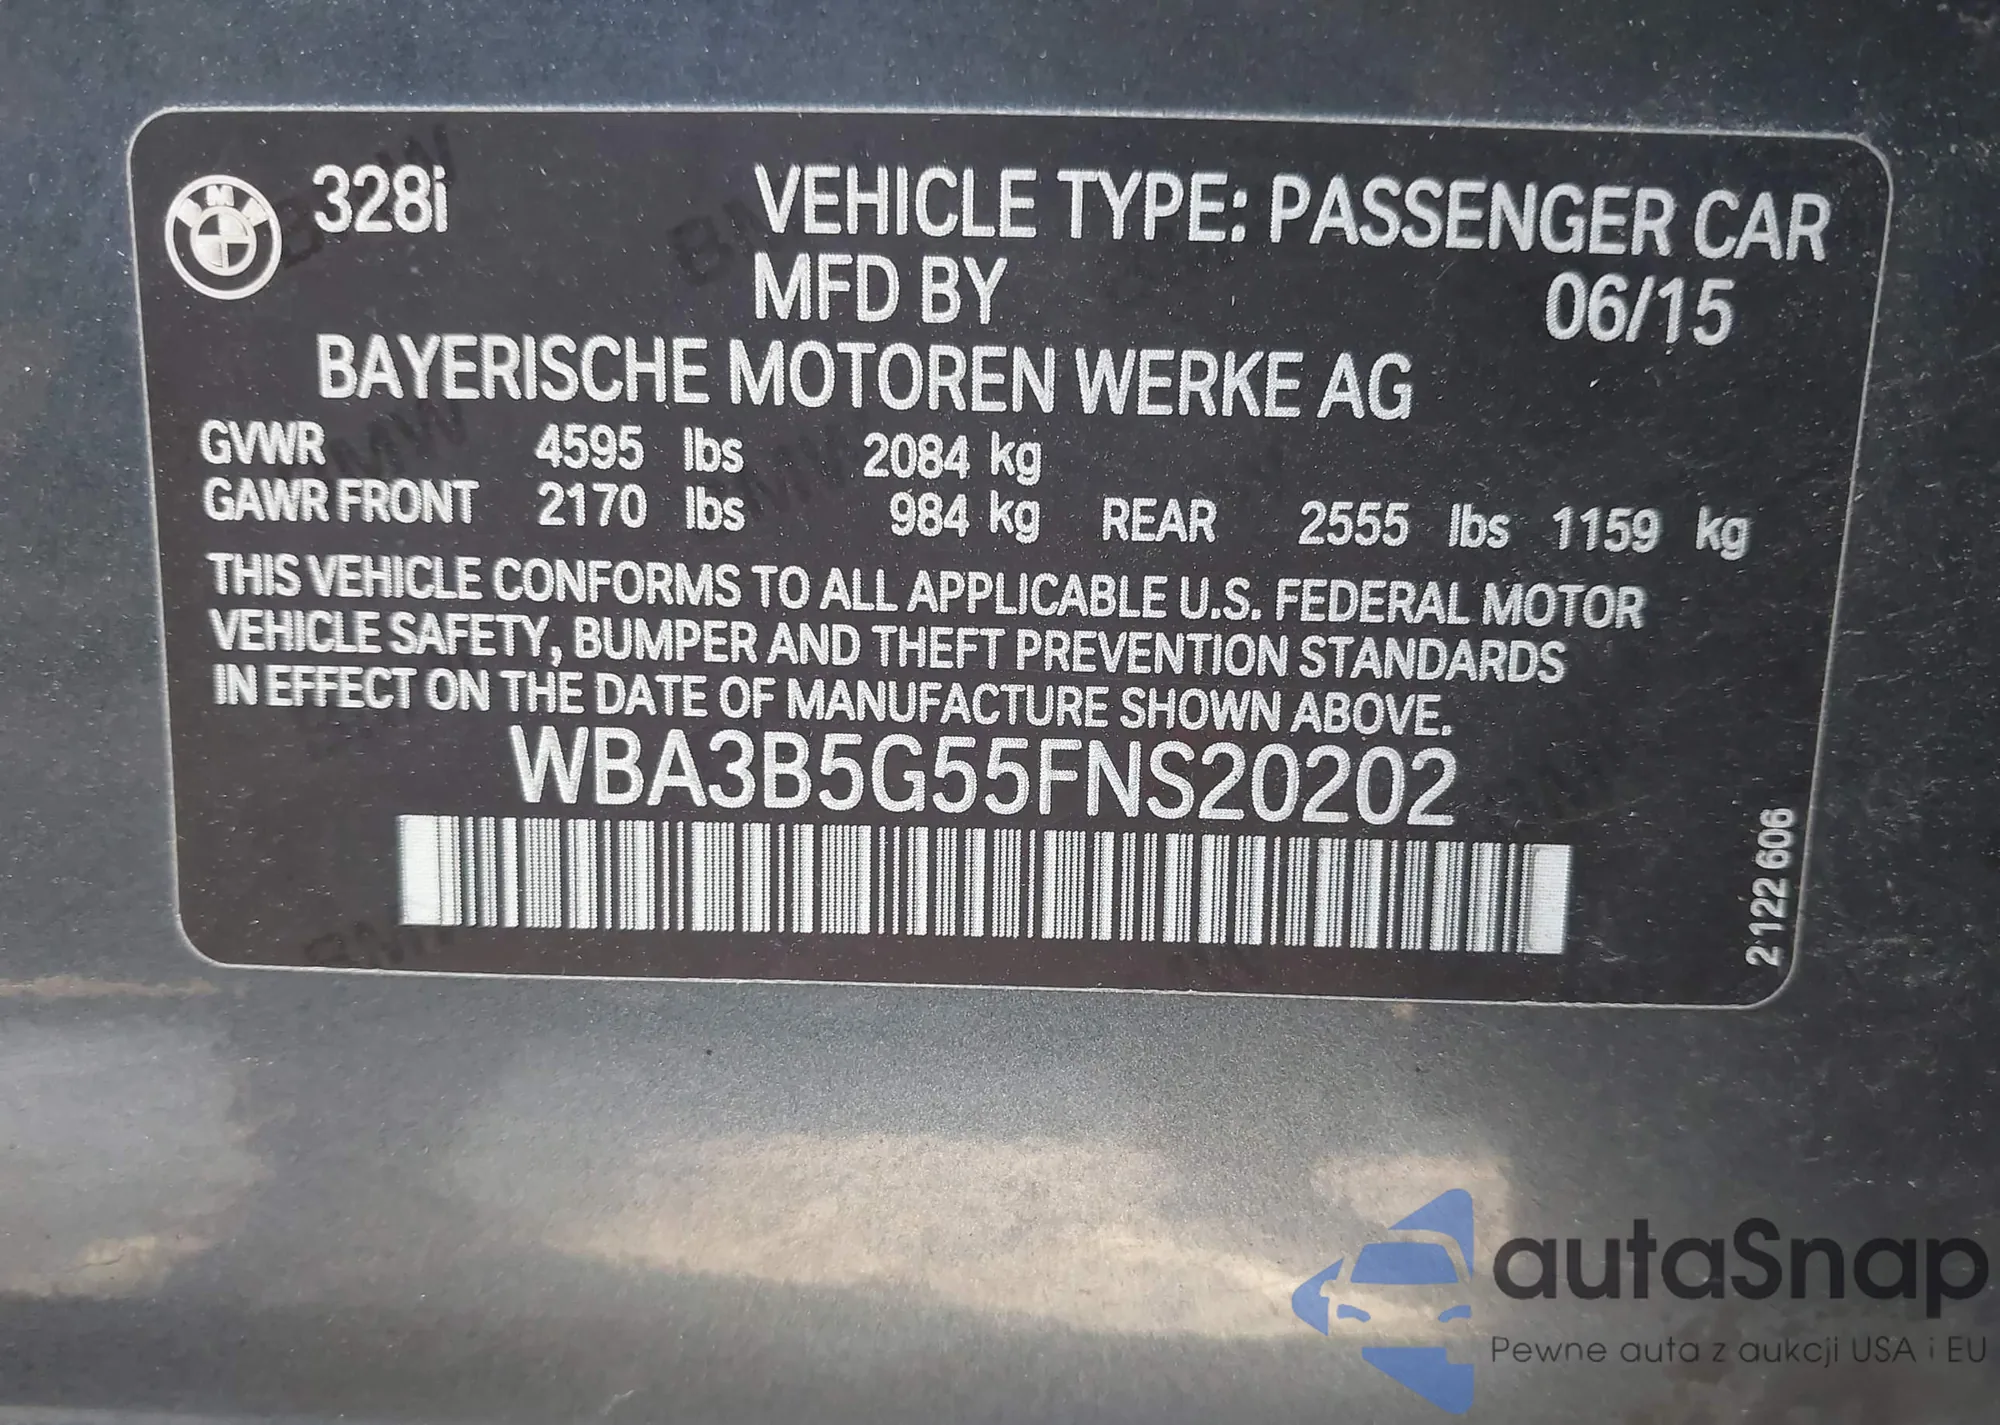 328i VEHICLE TYPE: PASSENGER CAR
MFD BY 06/15
BAYERISCHE MOTOREN WERKE AG
GVWR 4595 lbs 2084 kg
GAWR FRONT 2170 lbs 984 kg REAR 2555 lbs 1159 kg
THIS VEHICLE CONFORMS TO ALL APPLICABLE U.S. FEDERAL MOTOR
VEHICLE SAFETY, BUMPER AND THEFT PREVENTION STANDARDS
IN EFFECT ON THE DATE OF MANUFACTURE SHOWN ABOVE.
WBA3B5G55FNS20202
2 122 606
BMW
autaSnap
Pewne auta z aukcji USA i EU